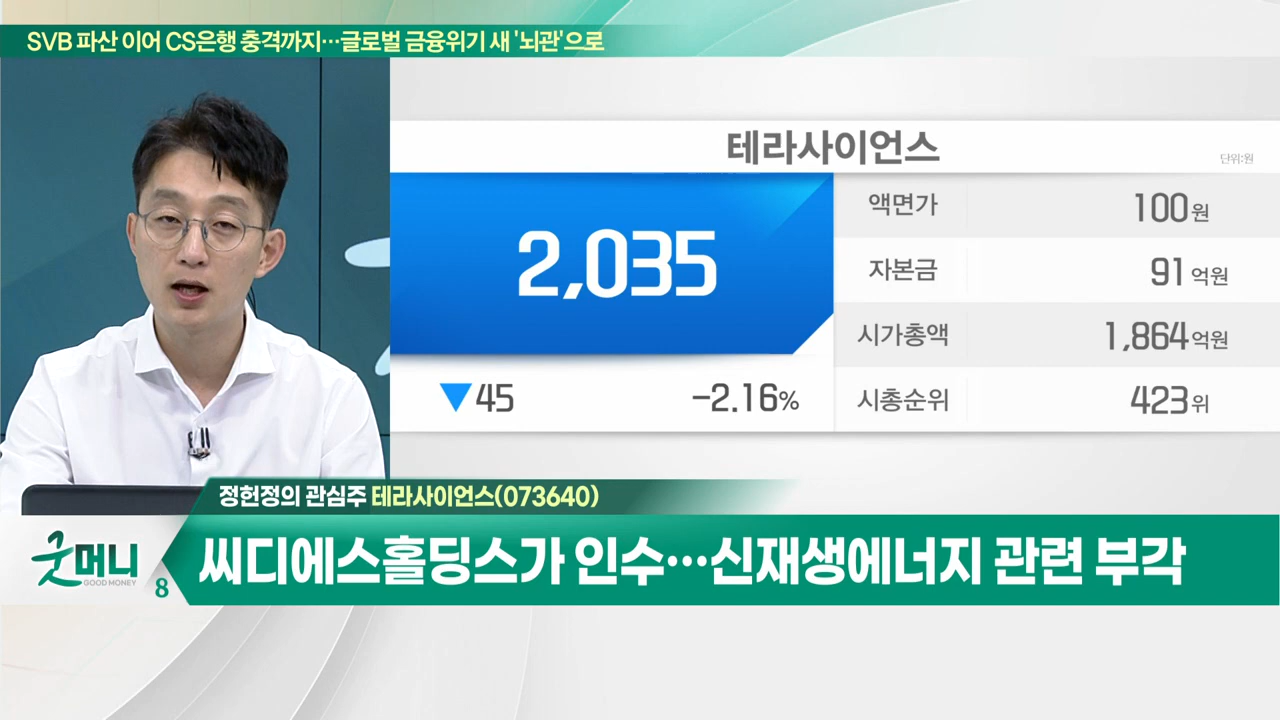 SVB 파산 이어 CS은행 충격까지…글로벌 금융위기 새 '뇌관'으로
테라사이언스
단위:원
2,035
▼45 -2.16%
액면가 100원
자본금 91억원
시가총액 1,864억원
시총순위 423위
정헌정의 관심주 테라사이언스(073640)
굿머니
GOOD MONEY
8
씨디에스홀딩스가 인수…신재생에너지 관련 부각